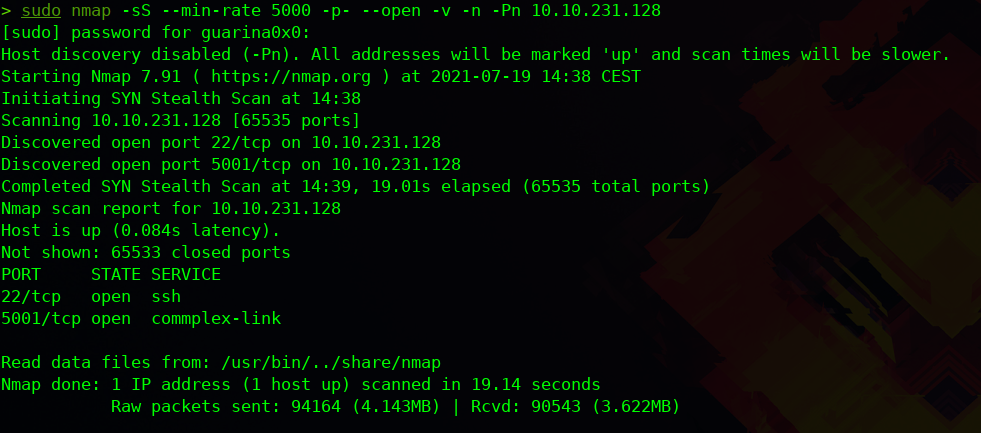 > sudo nmap -sS --min-rate 5000 -p- --open -v -n -Pn 10.10.231.128
[sudo] password for guarina0x0:
Host discovery disabled (-Pn). All addresses will be marked 'up' and scan times will be slower.
Starting Nmap 7.91 ( https://nmap.org ) at 2021-07-19 14:38 CEST
Initiating SYN Stealth Scan at 14:38
Scanning 10.10.231.128 [65535 ports]
Discovered open port 22/tcp on 10.10.231.128
Discovered open port 5001/tcp on 10.10.231.128
Completed SYN Stealth Scan at 14:39, 19.01s elapsed (65535 total ports)
Nmap scan report for 10.10.231.128
Host is up (0.084s latency).
Not shown: 65533 closed ports
PORT     STATE SERVICE
22/tcp   open  ssh
5001/tcp open  commplex-link

Read data files from: /usr/bin/../share/nmap
Nmap done: 1 IP address (1 host up) scanned in 19.14 seconds
           Raw packets sent: 94164 (4.143MB) | Rcvd: 90543 (3.622MB)